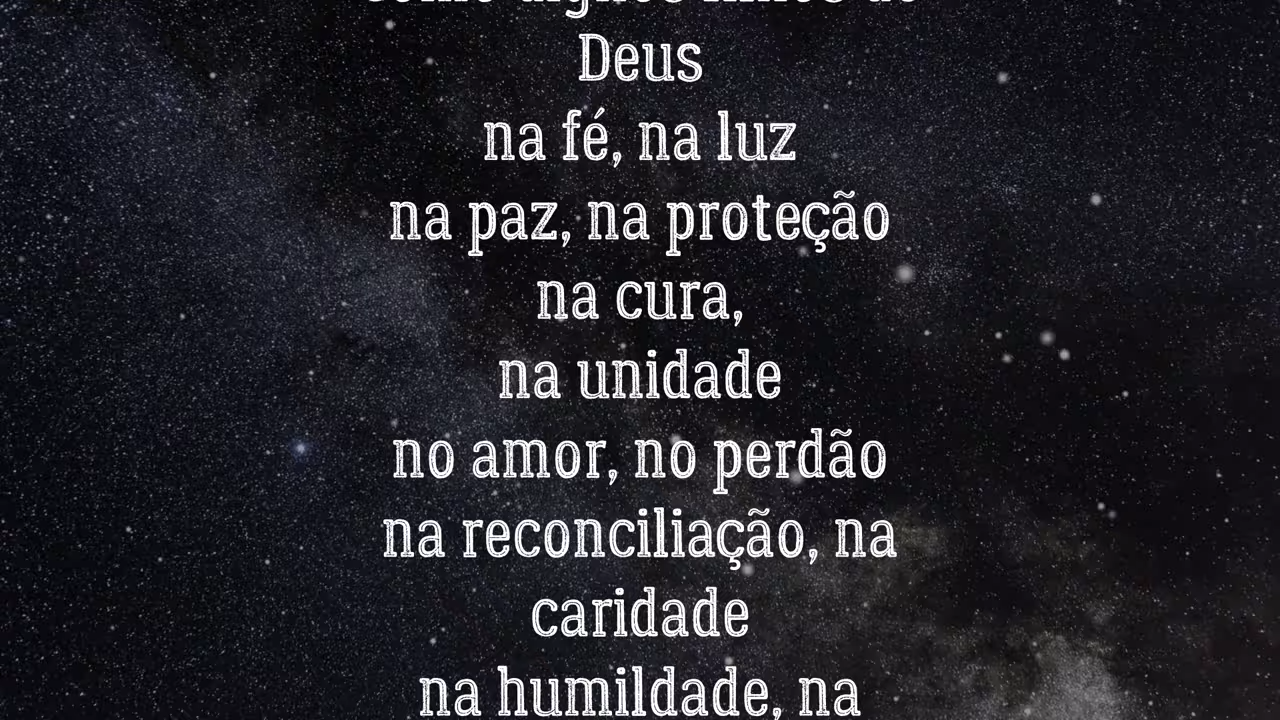 Deus
na fé, na luz
na paz, na proteção
na cura,
na unidade
no amor, no perdão
na reconciliação, na
caridade
na humildade, na